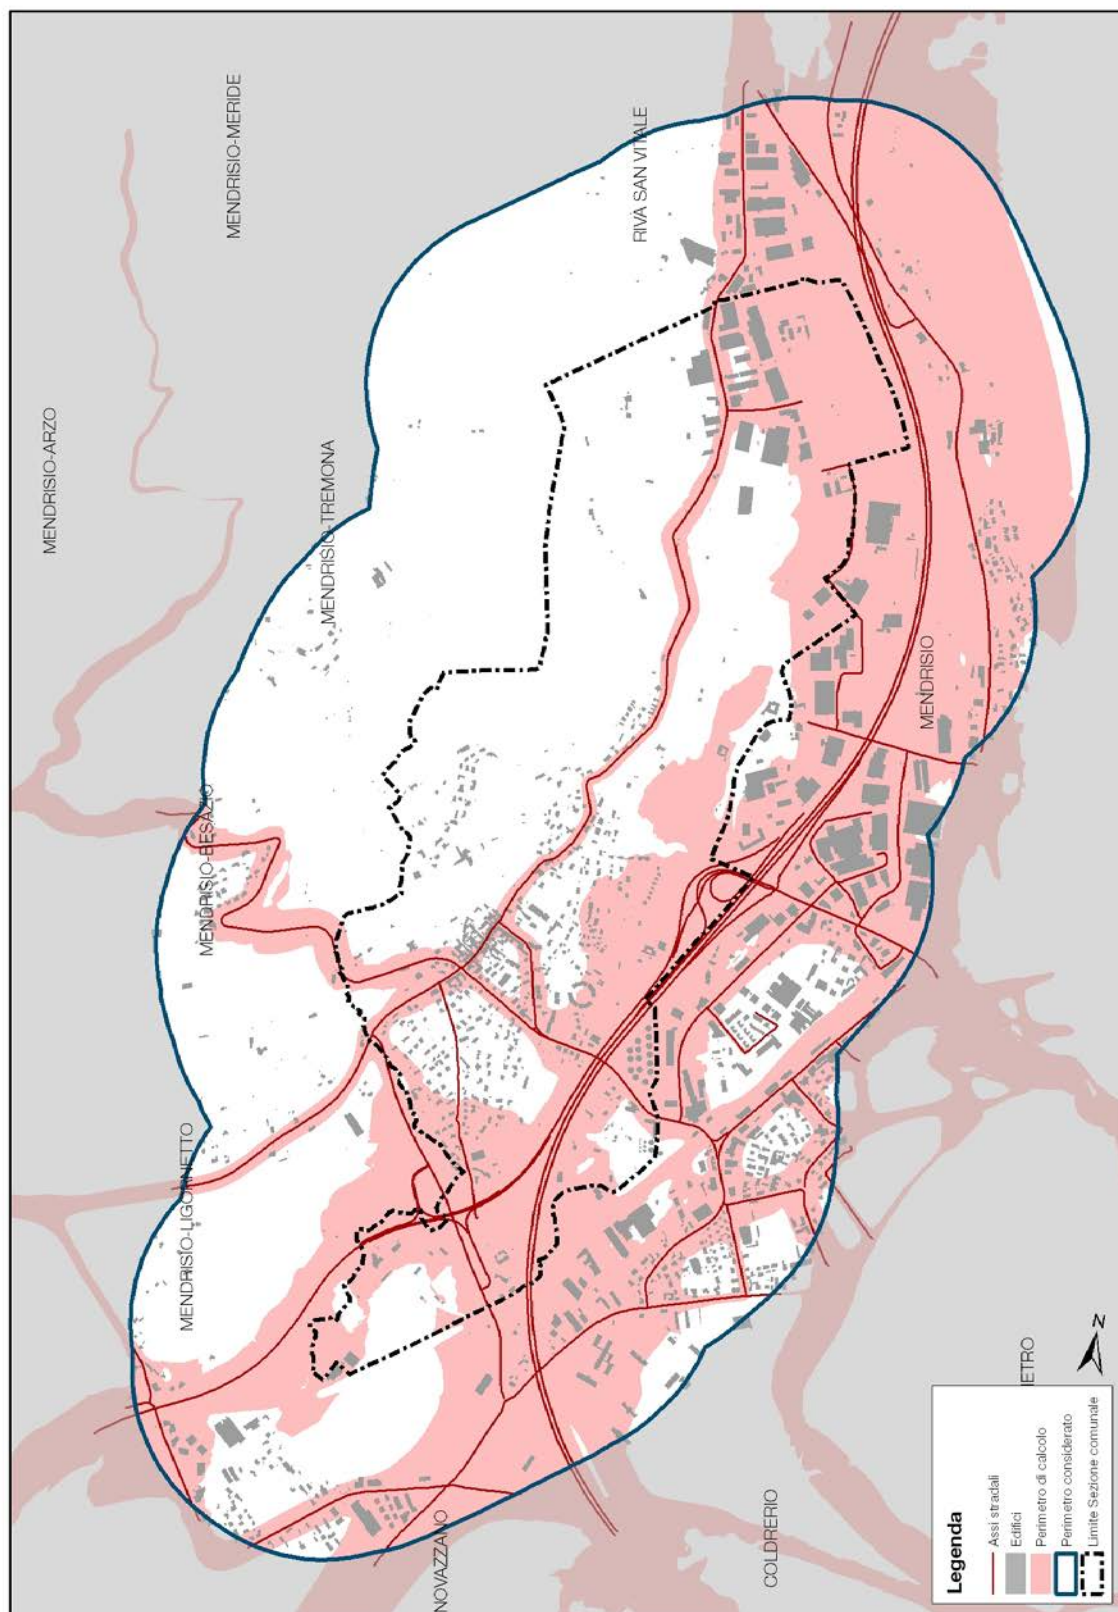 MENDRISIO-MERIDE
RIVA SAN VITALE
MENDRISIO-ARZO
MENDRISIO-TREMONA
MENDRISIO
MENDRISIO-BESAZIO
MENDRISIO-LIGORNETTO
NOVAZZANO
COLDRERIO
IETRO
N
Legenda
Assi stradali
Edifici
Perimetro di calcolo
Perimetro considerato
Limite Sezione comunale